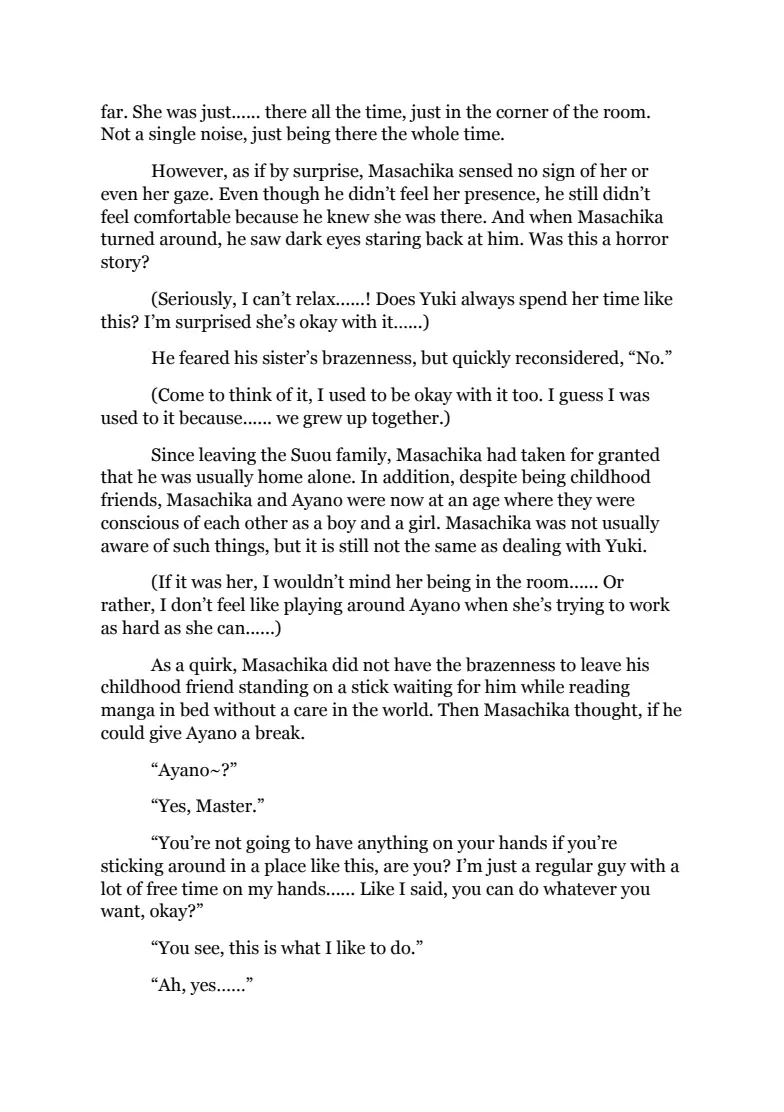 far. She was just...... there all the time, just in the corner of the room.
Not a single noise, just being there the whole time.
However, as if by surprise, Masachika sensed no sign of her or
even her gaze. Even though he didn’t feel her presence, he still didn’t
feel comfortable because he knew she was there. And when Masachika
turned around, he saw dark eyes staring back at him. Was this a horror
story?
(Seriously, I can’t relax......! Does Yuki always spend her time like
this? I’m surprised she’s okay with it......)
He feared his sister’s brazenness, but quickly reconsidered, “No.”
(Come to think of it, I used to be okay with it too. I guess I was
used to it because...... we grew up together.)
Since leaving the Suou family, Masachika had taken for granted
that he was usually home alone. In addition, despite being childhood
friends, Masachika and Ayano were now at an age where they were
conscious of each other as a boy and a girl. Masachika was not usually
aware of such things, but it is still not the same as dealing with Yuki.
(If it was her, I wouldn’t mind her being in the room...... Or
rather, I don’t feel like playing around Ayano when she’s trying to work
as hard as she can......)
As a quirk, Masachika did not have the brazenness to leave his
childhood friend standing on a stick waiting for him while reading
manga in bed without a care in the world. Then Masachika thought, if he
could give Ayano a break.
“Ayano~?”
“Yes, Master.”
“You’re not going to have anything on your hands if you’re
sticking around in a place like this, are you? I’m just a regular guy with a
lot of free time on my hands...... Like I said, you can do whatever you
want, okay?”
“You see, this is what I like to do.”
“Ah, yes......”